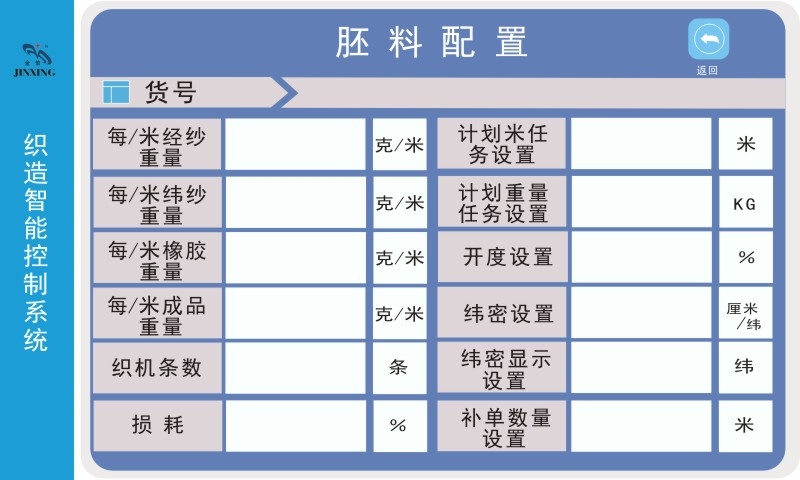 JINXING
织造智能控制系统
胚料配置
返回
货号
每/米经纱
重量
克/米
计划米任
务设置
米
每/米纬纱
重量
克/米
计划重量
任务设置
KG
每/米橡胶
重量
克/米
开度设置
%
每/米成品
重量
克/米
纬密设置
厘米
/纬
织机条数
条
纬密显示
设置
纬
损耗
%
补单数量
设置
米